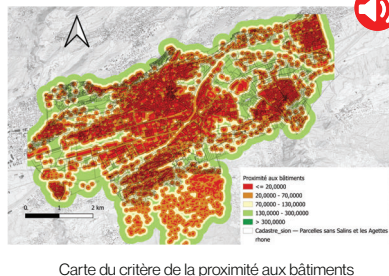 Proximité aux bâtiments
<= 20,0000
20,0000 - 70,0000
70,0000 - 130,0000
130,0000 - 300,0000
> 300,0000
Cadastre_sion — Parcelles sans Salins et les Agettes
rhone
0 1 2 km
Carte du critère de la proximité aux bâtiments